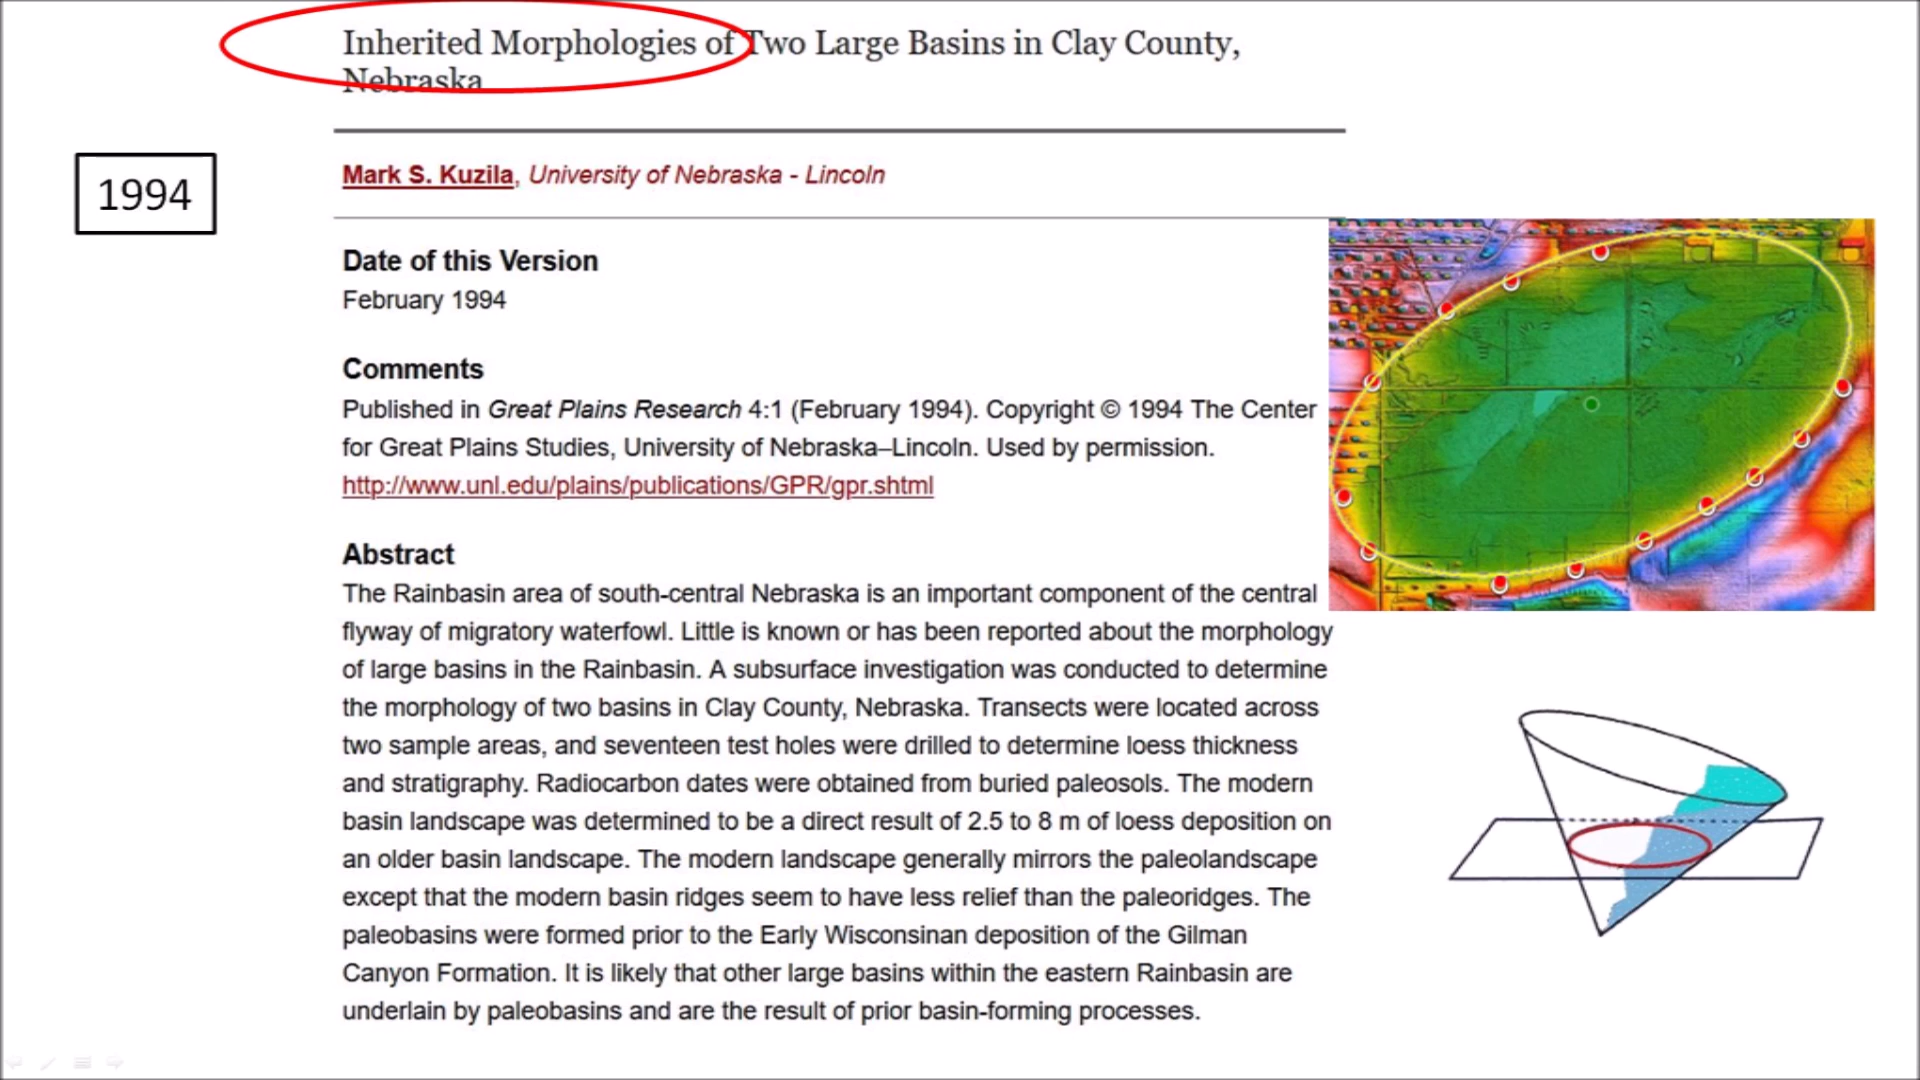 Inherited Morphologies of Two Large Basins in Clay County,
Nebraska
1994
Mark S. Kuzila, University of Nebraska - Lincoln
Date of this Version
February 1994
Comments
Published in Great Plains Research 4:1 (February 1994). Copyright © 1994 The Center
for Great Plains Studies, University of Nebraska–Lincoln. Used by permission.
http://www.unl.edu/plains/publications/GPR/gpr.shtml
Abstract
The Rainbasin area of south-central Nebraska is an important component of the central
flyway of migratory waterfowl. Little is known or has been reported about the morphology
of large basins in the Rainbasin. A subsurface investigation was conducted to determine
the morphology of two basins in Clay County, Nebraska. Transects were located across
two sample areas, and seventeen test holes were drilled to determine loess thickness
and stratigraphy. Radiocarbon dates were obtained from buried paleosols. The modern
basin landscape was determined to be a direct result of 2.5 to 8 m of loess deposition on
an older basin landscape. The modern landscape generally mirrors the paleolandscape
except that the modern basin ridges seem to have less relief than the paleoridges. The
paleobasins were formed prior to the Early Wisconsinan deposition of the Gilman
Canyon Formation. It is likely that other large basins within the eastern Rainbasin are
underlain by paleobasins and are the result of prior basin-forming processes.